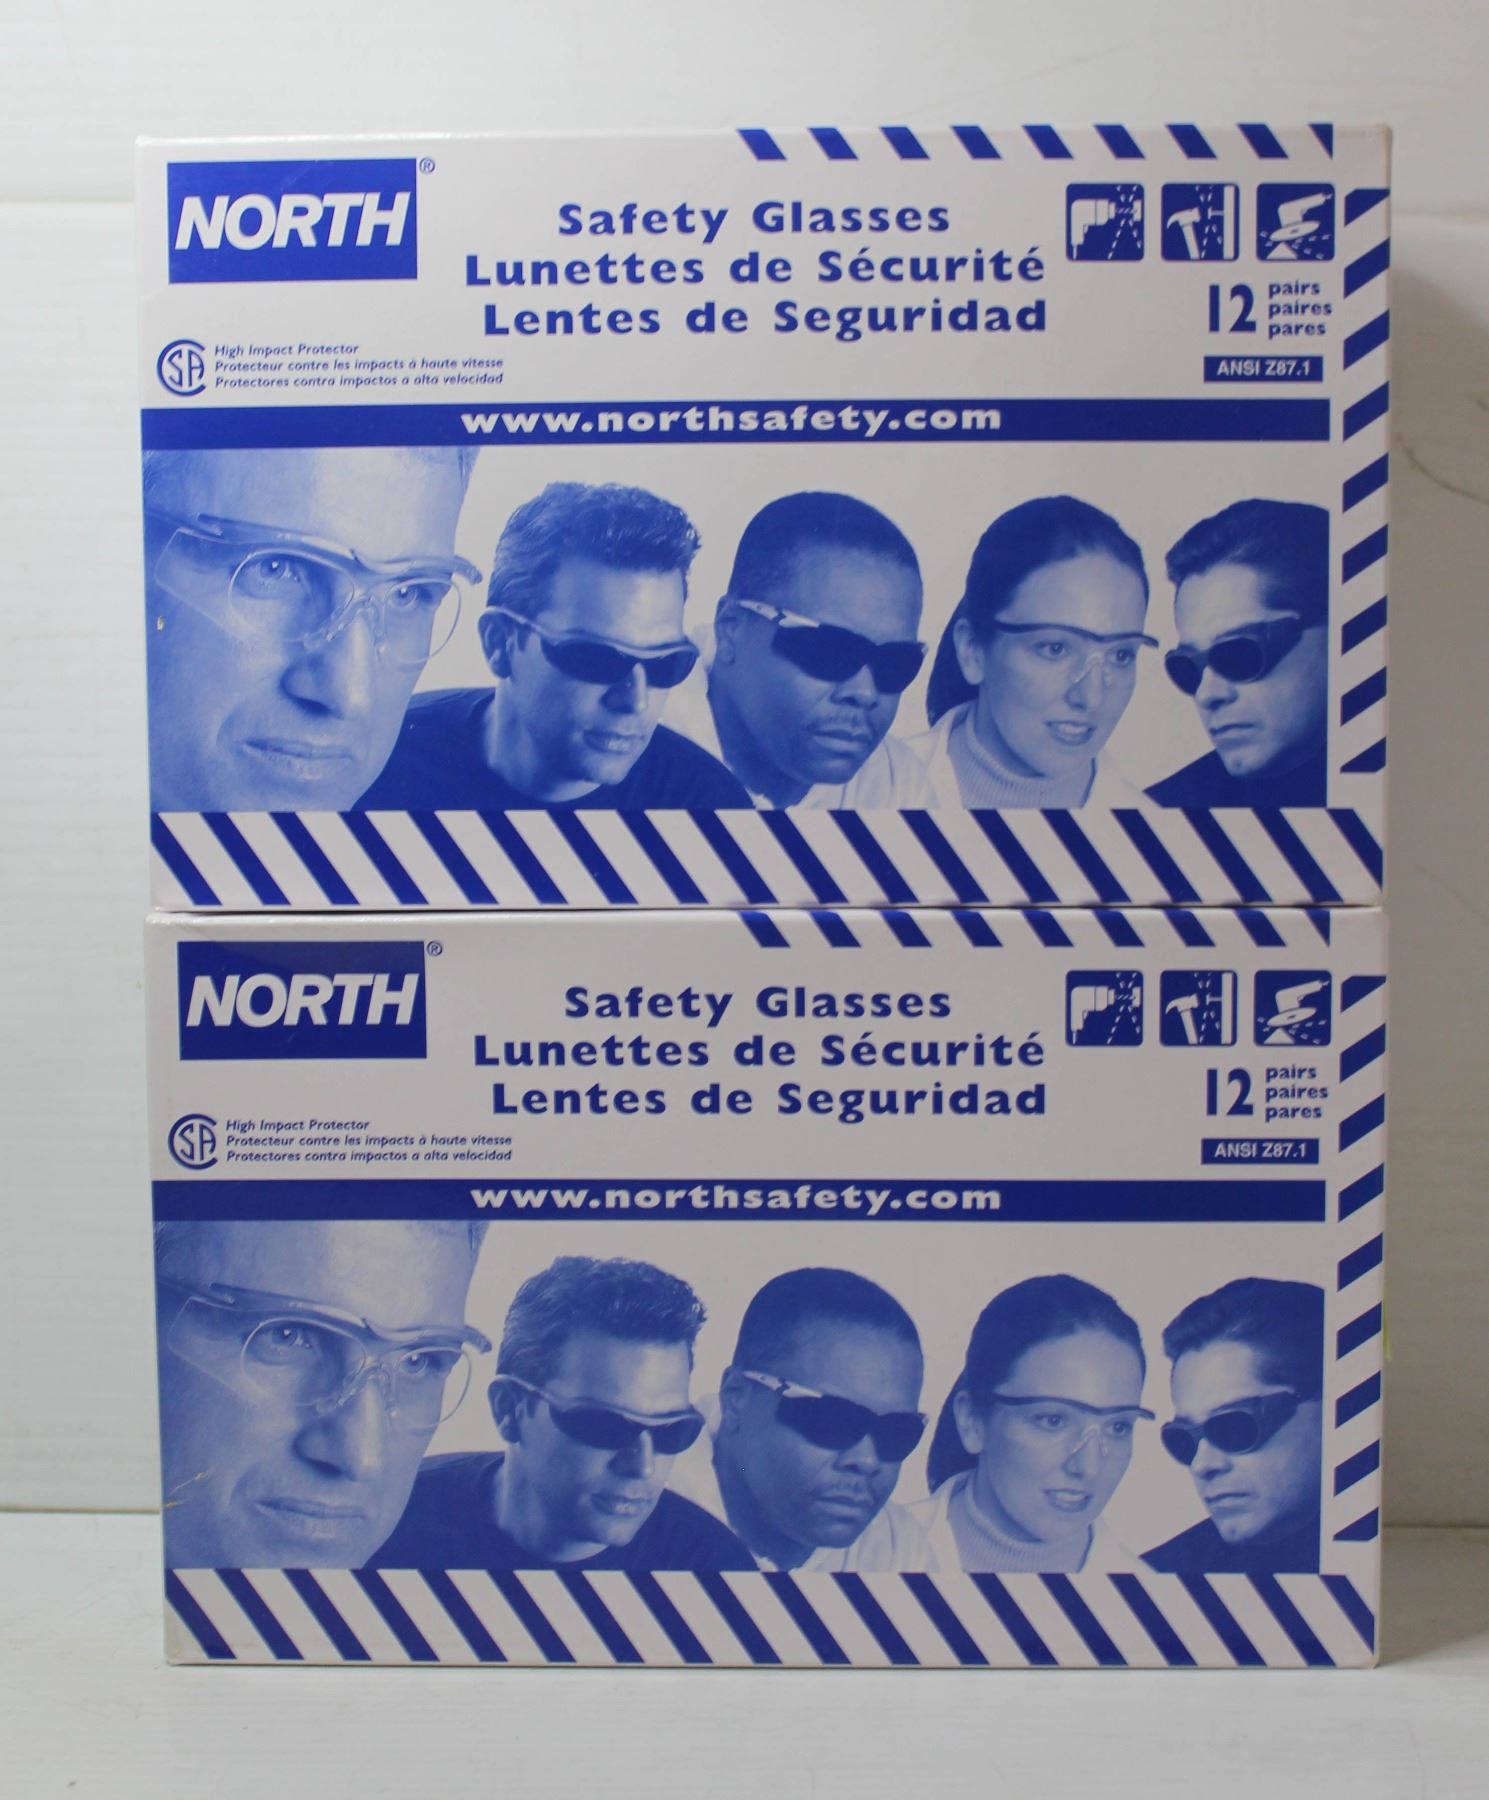 NORTH®
Safety Glasses
Lunettes de Sécurité
Lentes de Seguridad
12 pairs
paires
pares
CSA
High Impact Protector
Protecteur contre les impacts à haute vitesse
Protectores contra impactos a alta velocidad
ANSI Z87.1
www.northsafety.com
NORTH®
Safety Glasses
Lunettes de Sécurité
Lentes de Seguridad
12 pairs
paires
pares
CSA
High Impact Protector
Protecteur contre les impacts à haute vitesse
Protectores contra impactos a alta velocidad
ANSI Z87.1
www.northsafety.com